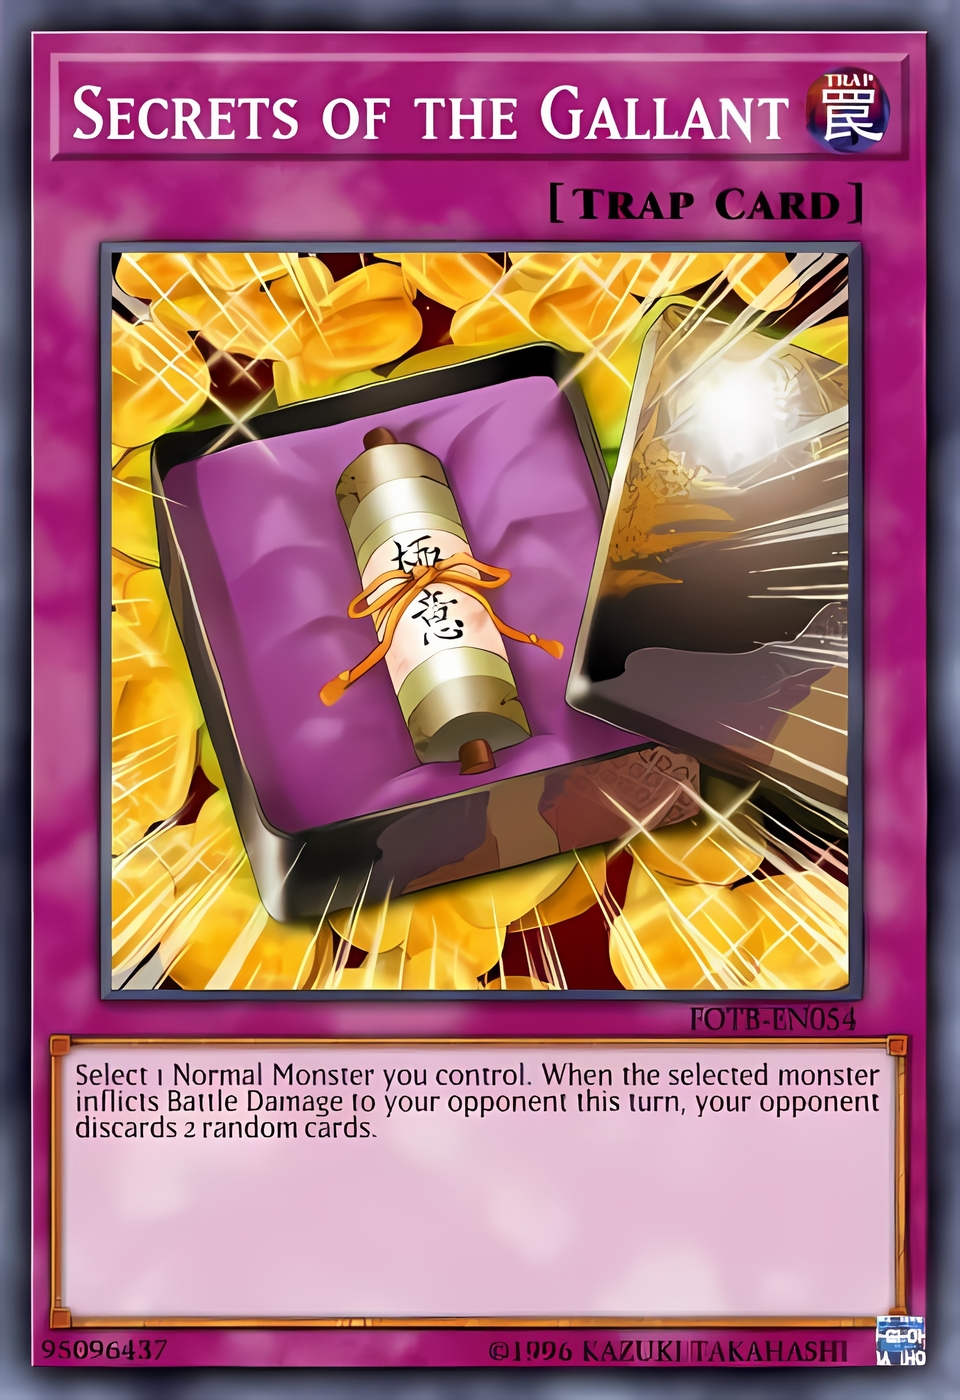 SECRETS OF THE GALLANT
TRAP
罠
[TRAP CARD]
極
意
FOTB-EN054
Select 1 Normal Monster you control. When the selected monster
inflicts Battle Damage to your opponent this turn, your opponent
discards 2 random cards.
95096437
©1996 KAZUKI TAKAHASHI